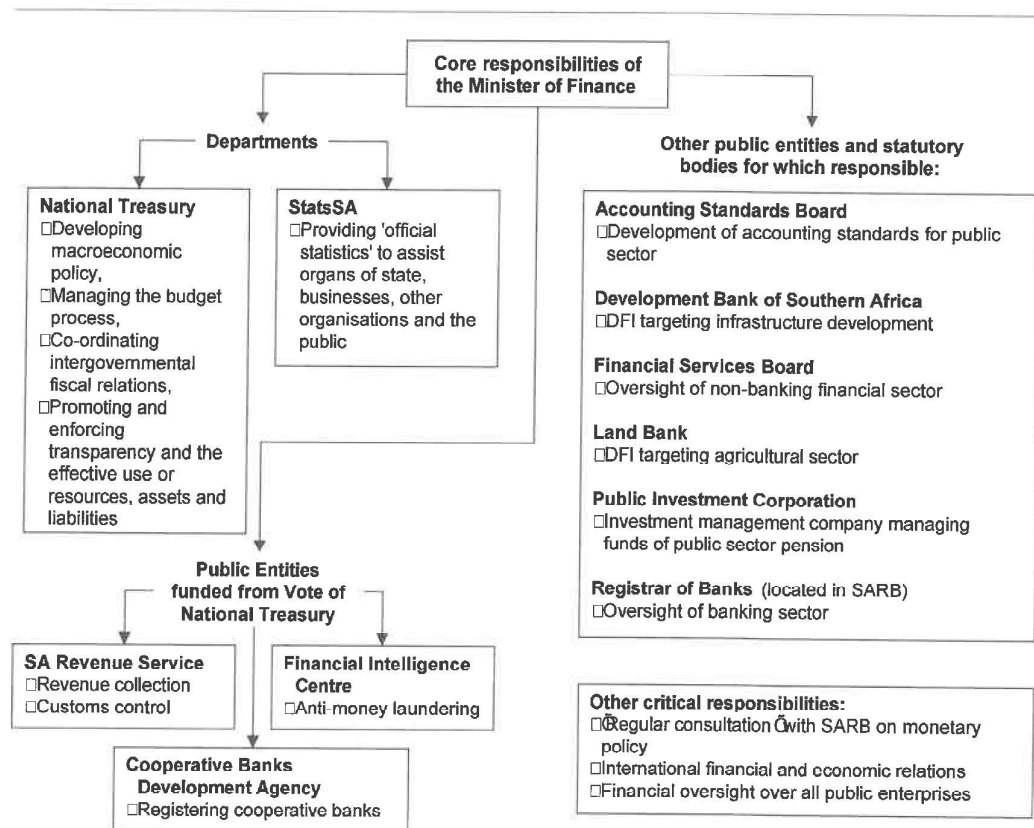 Core responsibilities of
the Minister of Finance
Departments
National Treasury
□Developing
macroeconomic
policy,
□Managing the budget
process,
□Co-ordinating
intergovernmental
fiscal relations,
□Promoting and
enforcing
transparency and the
effective use or
resources, assets and
liabilities
StatsSA
□Providing 'official
statistics' to assist
organs of state,
businesses, other
organisations and the
public
Public Entities
funded from Vote of
National Treasury
SA Revenue Service
□Revenue collection
□Customs control
Financial Intelligence
Centre
□Anti-money laundering
Cooperative Banks
Development Agency
□Registering cooperative banks
Other public entities and statutory
bodies for which responsible:
Accounting Standards Board
□Development of accounting standards for public
sector
Development Bank of Southern Africa
□DFI targeting infrastructure development
Financial Services Board
□Oversight of non-banking financial sector
Land Bank
□DFI targeting agricultural sector
Public Investment Corporation
□Investment management company managing
funds of public sector pension
Registrar of Banks (located in SARB)
□Oversight of banking sector
Other critical responsibilities:
□Regular consultation with SARB on monetary
policy
□International financial and economic relations
□Financial oversight over all public enterprises